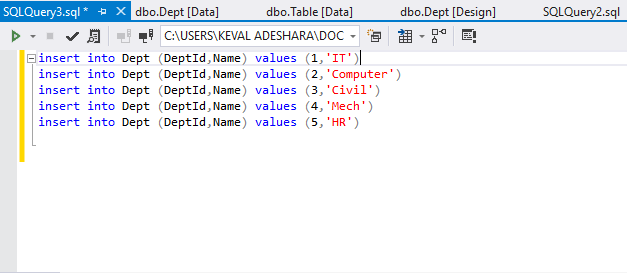 SQLQuery3.sql * dbo.Dept [Data] dbo.Table [Data] dbo.Dept [Design] SQLQuery2.sql
C:\USERS\KEVAL ADESHARA\DOC
insert into Dept (DeptId,Name) values (1,'IT')
insert into Dept (DeptId,Name) values (2,'Computer')
insert into Dept (DeptId,Name) values (3,'Civil')
insert into Dept (DeptId,Name) values (4,'Mech')
insert into Dept (DeptId,Name) values (5,'HR')